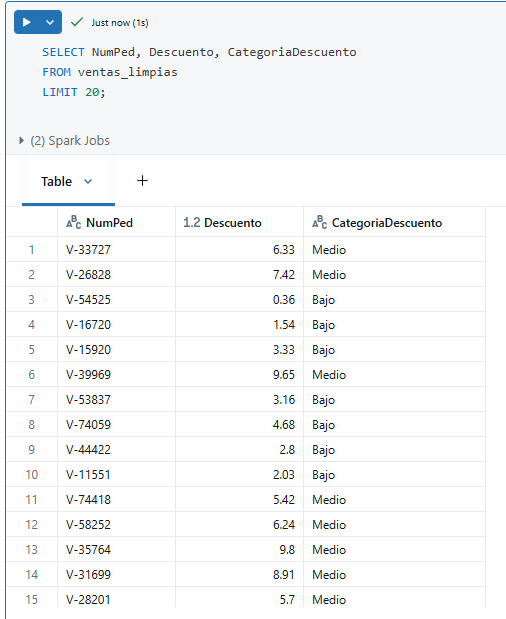 Just now (1s)
SELECT NumPed, Descuento, CategoriaDescuento
FROM ventas_limpias
LIMIT 20;
(2) Spark Jobs
Table +
ABC NumPed 1.2 Descuento ABC CategoriaDescuento
1 V-33727 6.33 Medio
2 V-26828 7.42 Medio
3 V-54525 0.36 Bajo
4 V-16720 1.54 Bajo
5 V-15920 3.33 Bajo
6 V-39969 9.65 Medio
7 V-53837 3.16 Bajo
8 V-74059 4.68 Bajo
9 V-44422 2.8 Bajo
10 V-11551 2.03 Bajo
11 V-74418 5.42 Medio
12 V-58252 6.24 Medio
13 V-35764 9.8 Medio
14 V-31699 8.91 Medio
15 V-28201 5.7 Medio